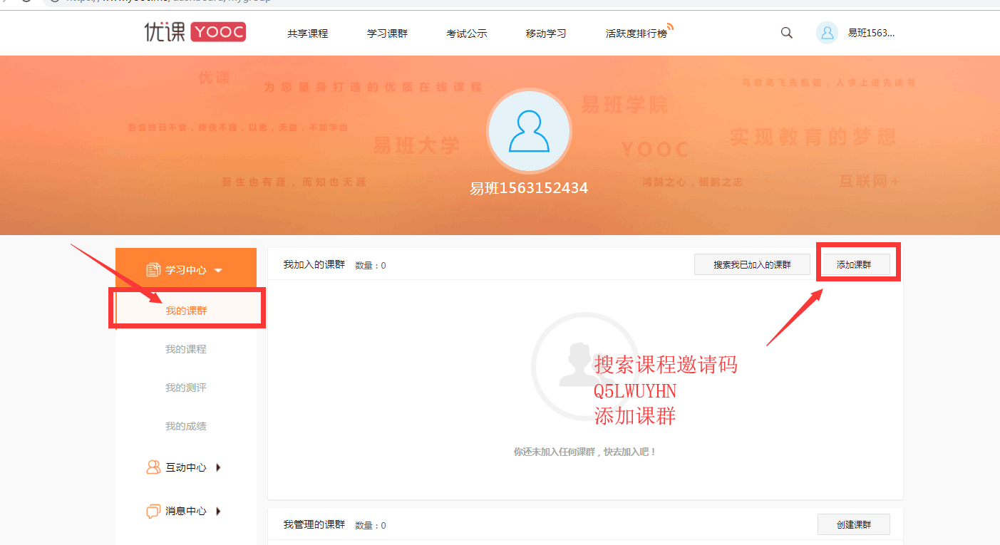 优课 YOOC
共享课程
学习课群
考试公示
移动学习
活跃度排行榜
易班1563...
优课
为您量身打造的优质在线课程
易班学院
鸟欲高飞先振翅，人求上进先读书
吾尝终日不食，终夜不寝，以思，无益，不如学也
易班大学
YOOC
实现教育的梦想
吾生也有涯，而知也无涯
易班1563152434
鸿鹄之心，鲲鹏之志
互联网+
学习中心
我加入的课群 数量：0
搜索我已加入的课群
添加课群
我的课群
我的课程
我的测评
我的成绩
搜索课程邀请码
Q5LWUYHN
添加课群
你还未加入任何课群，快去加入吧！
互动中心
消息中心
我管理的课群 数量：0
创建课群